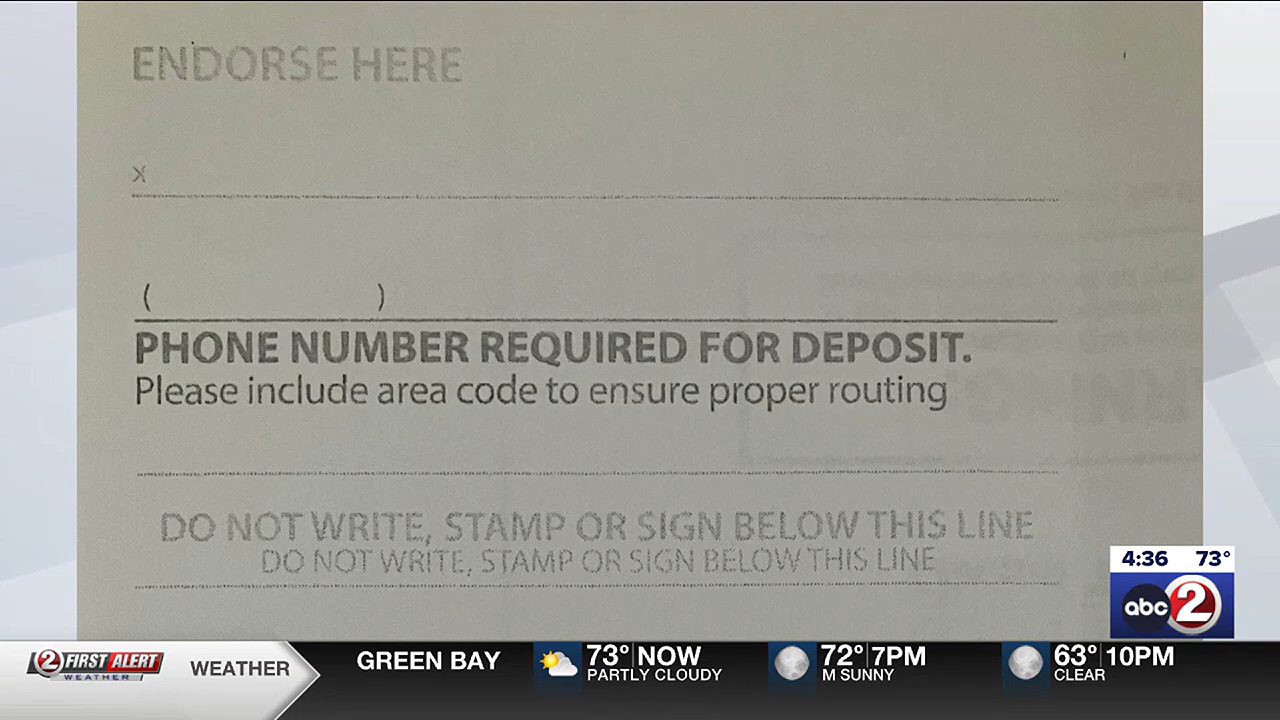 ENDORSE HERE
X
( )
PHONE NUMBER REQUIRED FOR DEPOSIT.
Please include area code to ensure proper routing
DO NOT WRITE, STAMP OR SIGN BELOW THIS LINE
DO NOT WRITE, STAMP OR SIGN BELOW THIS LINE
4:36 73°
abc 2
2 FIRST ALERT
WEATHER
WEATHER
GREEN BAY
73° NOW
PARTLY CLOUDY
72° 7PM
M SUNNY
63° 10PM
CLEAR